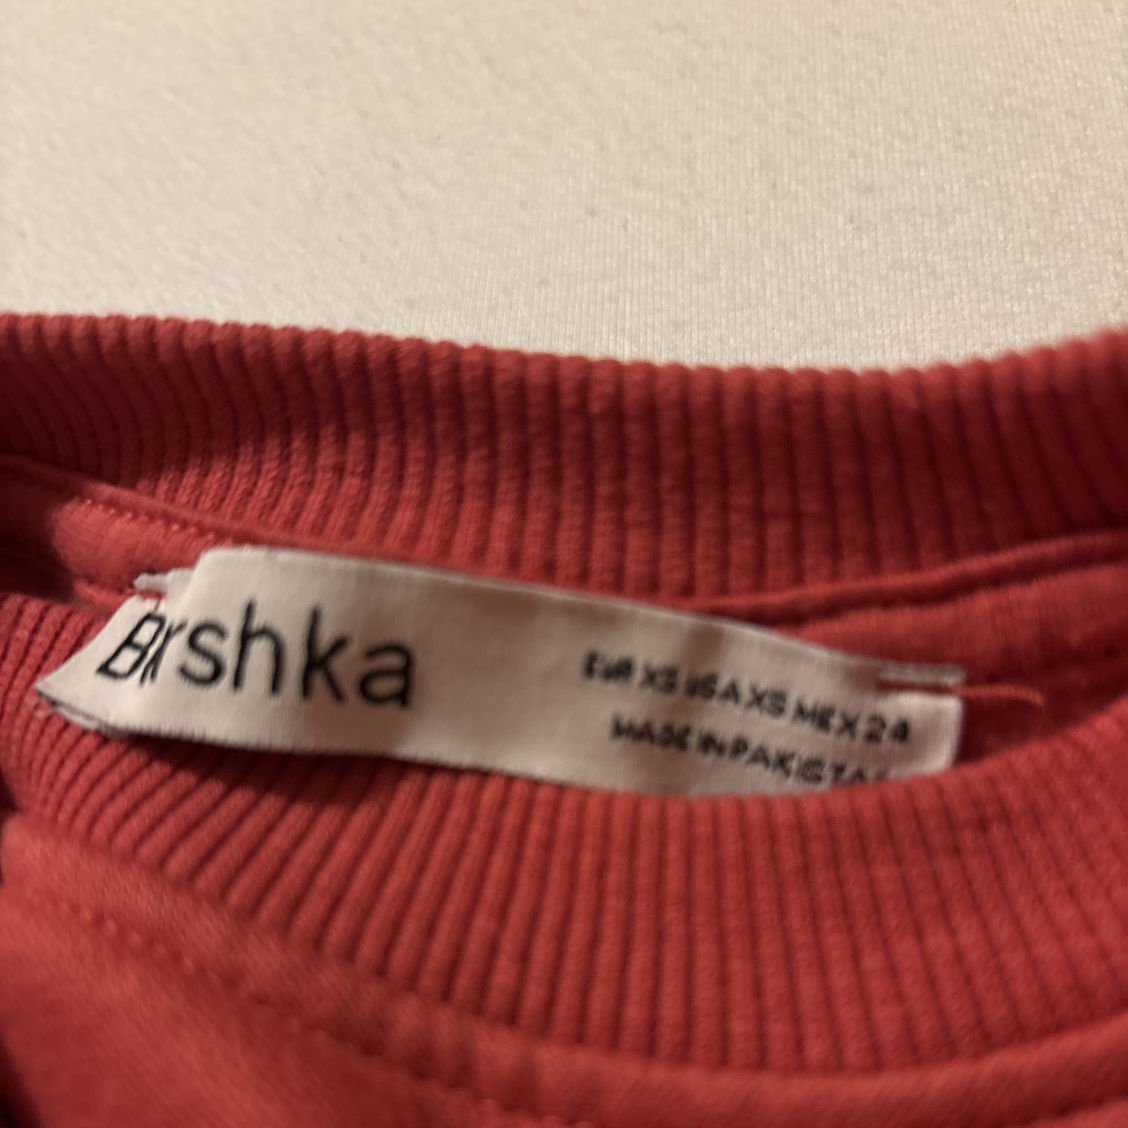 Bershka
EUR XS USA XS MEX 24
MADE IN PAKISTAN